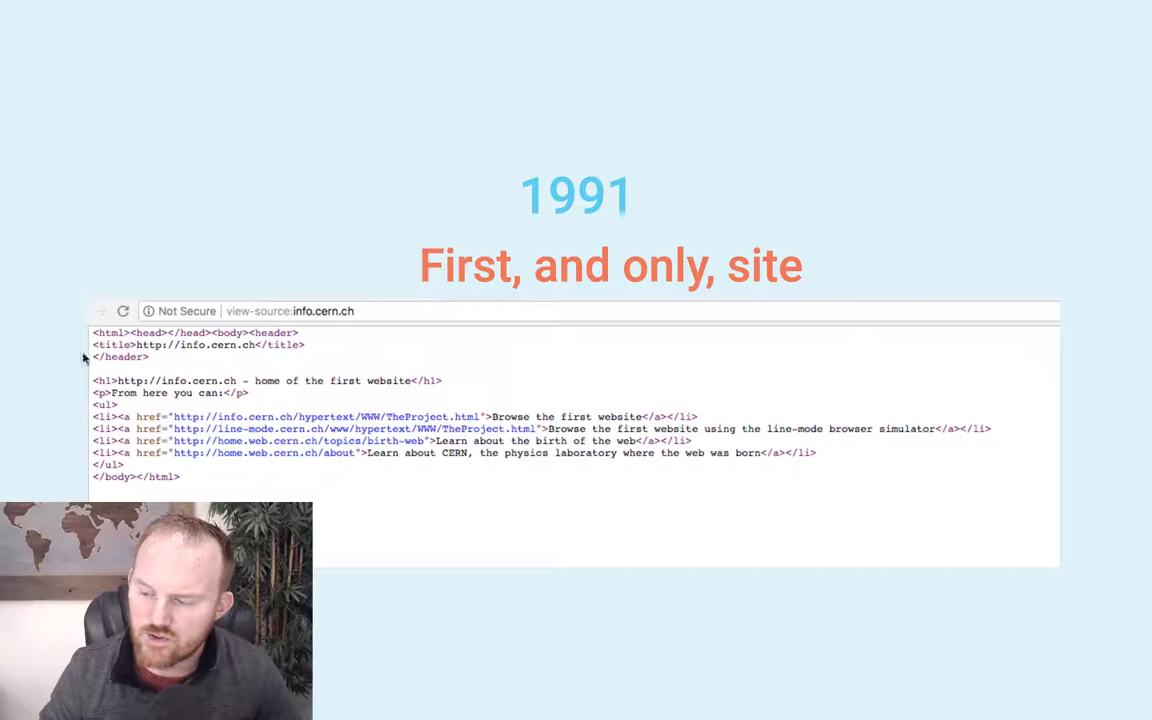 1991
First, and only, site
Not Secure | view-source:info.cern.ch
<html><head></head><body><header>
<title>http://info.cern.ch</title>
</header>
<h1>http://info.cern.ch - home of the first website</h1>
<p>From here you can:</p>
<ul>
<li><a href="http://info.cern.ch/hypertext/WWW/TheProject.html">Browse the first website</a></li>
<li><a href="http://line-mode.cern.ch/www/hypertext/WWW/TheProject.html">Browse the first website using the line-mode browser simulator</a></li>
<li><a href="http://home.web.cern.ch/topics/birth-web">Learn about the birth of the web</a></li>
<li><a href="http://home.web.cern.ch/about">Learn about CERN, the physics laboratory where the web was born</a></li>
</ul>
</body></html>